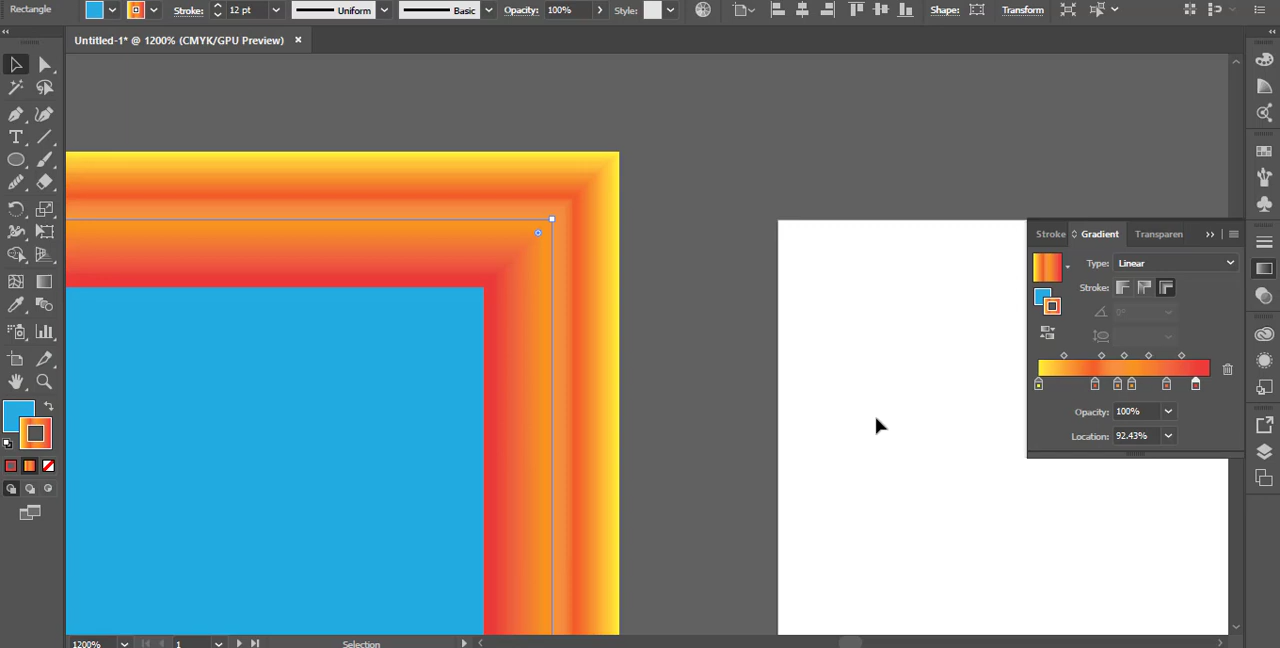 Rectangle Stroke: 12 pt Uniform Basic Opacity: 100% Style: Shape: Transform
Untitled-1* @ 1200% (CMYK/GPU Preview) ×
Stroke Gradient Transparen
Type: Linear
Stroke:
0°
Opacity: 100%
Location: 92.43%
1200% 1 Selection